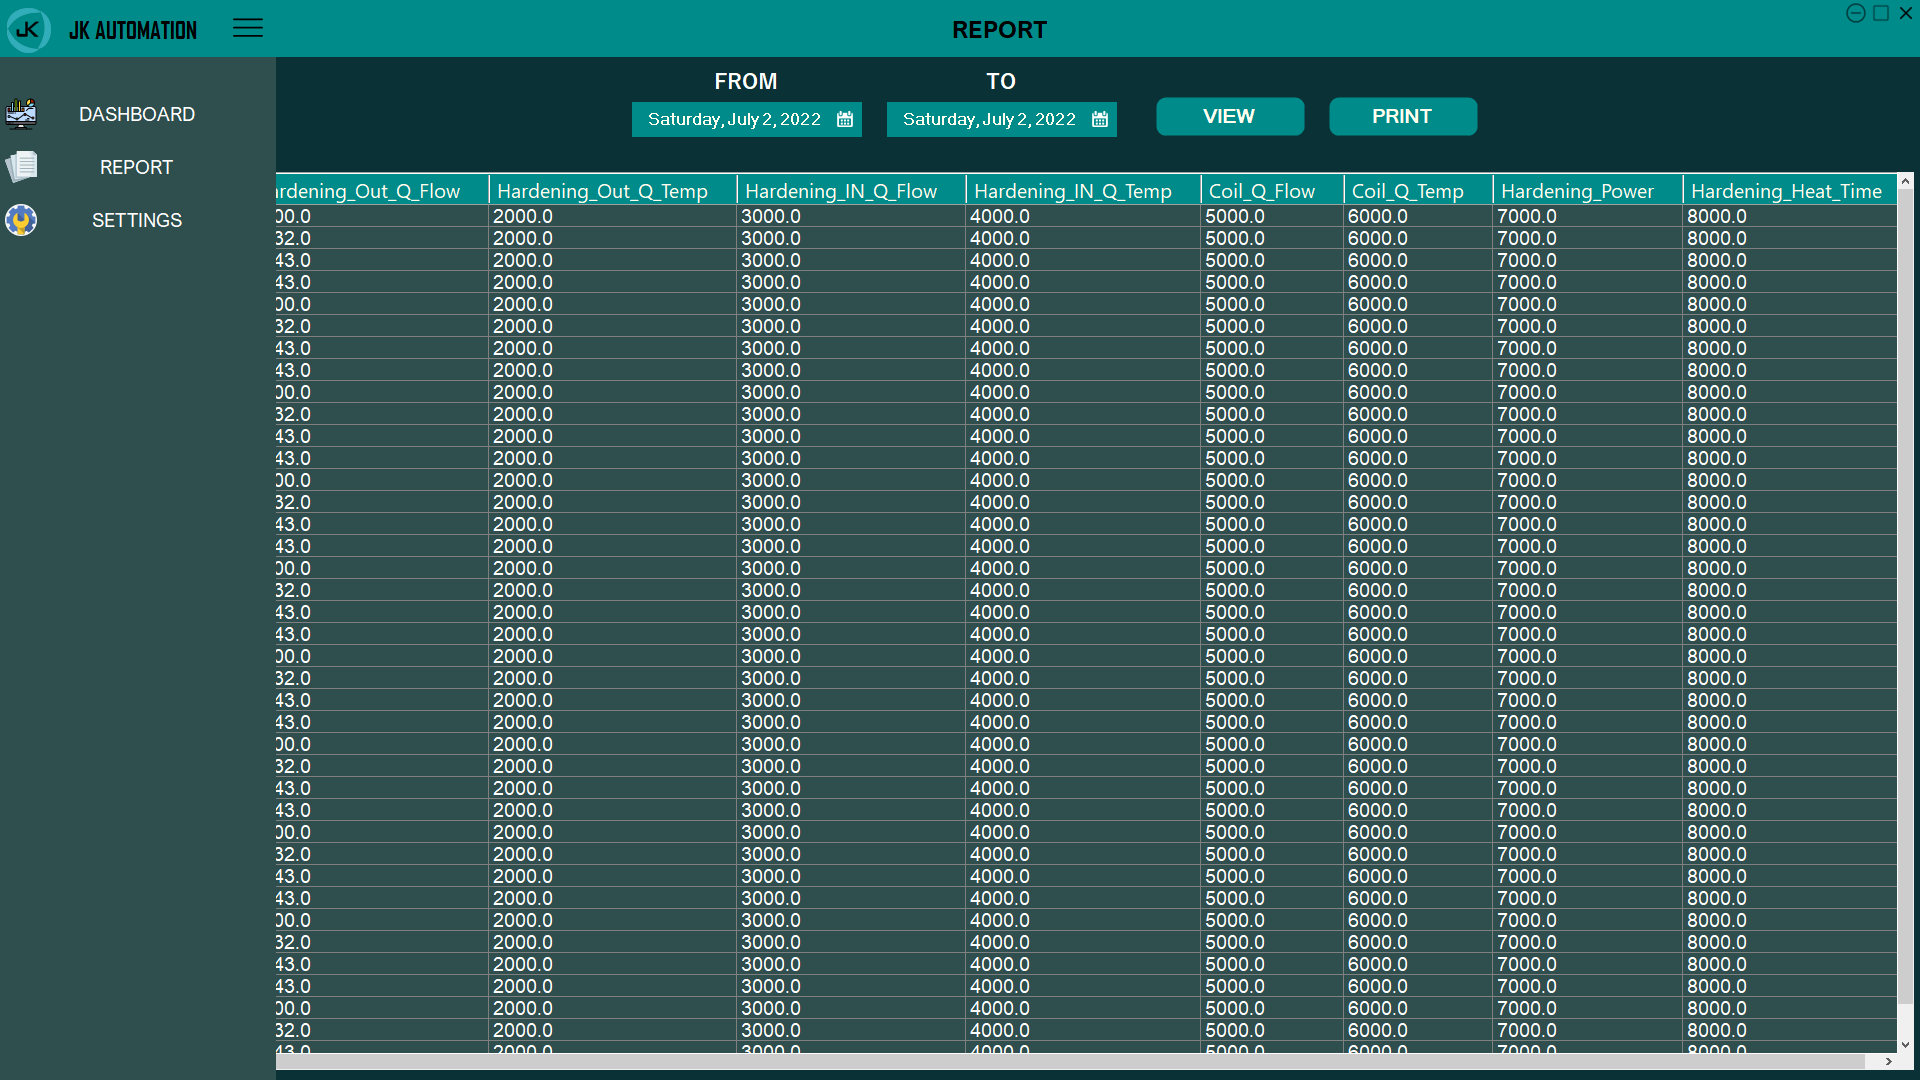 JK JK AUTOMATION REPORT
FROM TO
DASHBOARD
REPORT
SETTINGS
Saturday, July 2, 2022 Saturday, July 2, 2022 VIEW PRINT
rdening_Out_Q_Flow Hardening_Out_Q_Temp Hardening_IN_Q_Flow Hardening_IN_Q_Temp Coil_Q_Flow Coil_Q_Temp Hardening_Power Hardening_Heat_Time
00.0 2000.0 3000.0 4000.0 5000.0 6000.0 7000.0 8000.0
32.0 2000.0 3000.0 4000.0 5000.0 6000.0 7000.0 8000.0
43.0 2000.0 3000.0 4000.0 5000.0 6000.0 7000.0 8000.0
43.0 2000.0 3000.0 4000.0 5000.0 6000.0 7000.0 8000.0
00.0 2000.0 3000.0 4000.0 5000.0 6000.0 7000.0 8000.0
32.0 2000.0 3000.0 4000.0 5000.0 6000.0 7000.0 8000.0
43.0 2000.0 3000.0 4000.0 5000.0 6000.0 7000.0 8000.0
43.0 2000.0 3000.0 4000.0 5000.0 6000.0 7000.0 8000.0
00.0 2000.0 3000.0 4000.0 5000.0 6000.0 7000.0 8000.0
32.0 2000.0 3000.0 4000.0 5000.0 6000.0 7000.0 8000.0
43.0 2000.0 3000.0 4000.0 5000.0 6000.0 7000.0 8000.0
43.0 2000.0 3000.0 4000.0 5000.0 6000.0 7000.0 8000.0
00.0 2000.0 3000.0 4000.0 5000.0 6000.0 7000.0 8000.0
32.0 2000.0 3000.0 4000.0 5000.0 6000.0 7000.0 8000.0
43.0 2000.0 3000.0 4000.0 5000.0 6000.0 7000.0 8000.0
43.0 2000.0 3000.0 4000.0 5000.0 6000.0 7000.0 8000.0
00.0 2000.0 3000.0 4000.0 5000.0 6000.0 7000.0 8000.0
32.0 2000.0 3000.0 4000.0 5000.0 6000.0 7000.0 8000.0
43.0 2000.0 3000.0 4000.0 5000.0 6000.0 7000.0 8000.0
43.0 2000.0 3000.0 4000.0 5000.0 6000.0 7000.0 8000.0
00.0 2000.0 3000.0 4000.0 5000.0 6000.0 7000.0 8000.0
32.0 2000.0 3000.0 4000.0 5000.0 6000.0 7000.0 8000.0
43.0 2000.0 3000.0 4000.0 5000.0 6000.0 7000.0 8000.0
43.0 2000.0 3000.0 4000.0 5000.0 6000.0 7000.0 8000.0
00.0 2000.0 3000.0 4000.0 5000.0 6000.0 7000.0 8000.0
32.0 2000.0 3000.0 4000.0 5000.0 6000.0 7000.0 8000.0
43.0 2000.0 3000.0 4000.0 5000.0 6000.0 7000.0 8000.0
43.0 2000.0 3000.0 4000.0 5000.0 6000.0 7000.0 8000.0
00.0 2000.0 3000.0 4000.0 5000.0 6000.0 7000.0 8000.0
32.0 2000.0 3000.0 4000.0 5000.0 6000.0 7000.0 8000.0
43.0 2000.0 3000.0 4000.0 5000.0 6000.0 7000.0 8000.0
43.0 2000.0 3000.0 4000.0 5000.0 6000.0 7000.0 8000.0
00.0 2000.0 3000.0 4000.0 5000.0 6000.0 7000.0 8000.0
32.0 2000.0 3000.0 4000.0 5000.0 6000.0 7000.0 8000.0
43.0 2000.0 3000.0 4000.0 5000.0 6000.0 7000.0 8000.0
43.0 2000.0 3000.0 4000.0 5000.0 6000.0 7000.0 8000.0
00.0 2000.0 3000.0 4000.0 5000.0 6000.0 7000.0 8000.0
32.0 2000.0 3000.0 4000.0 5000.0 6000.0 7000.0 8000.0
43.0 2000.0 3000.0 4000.0 5000.0 6000.0 7000.0 8000.0